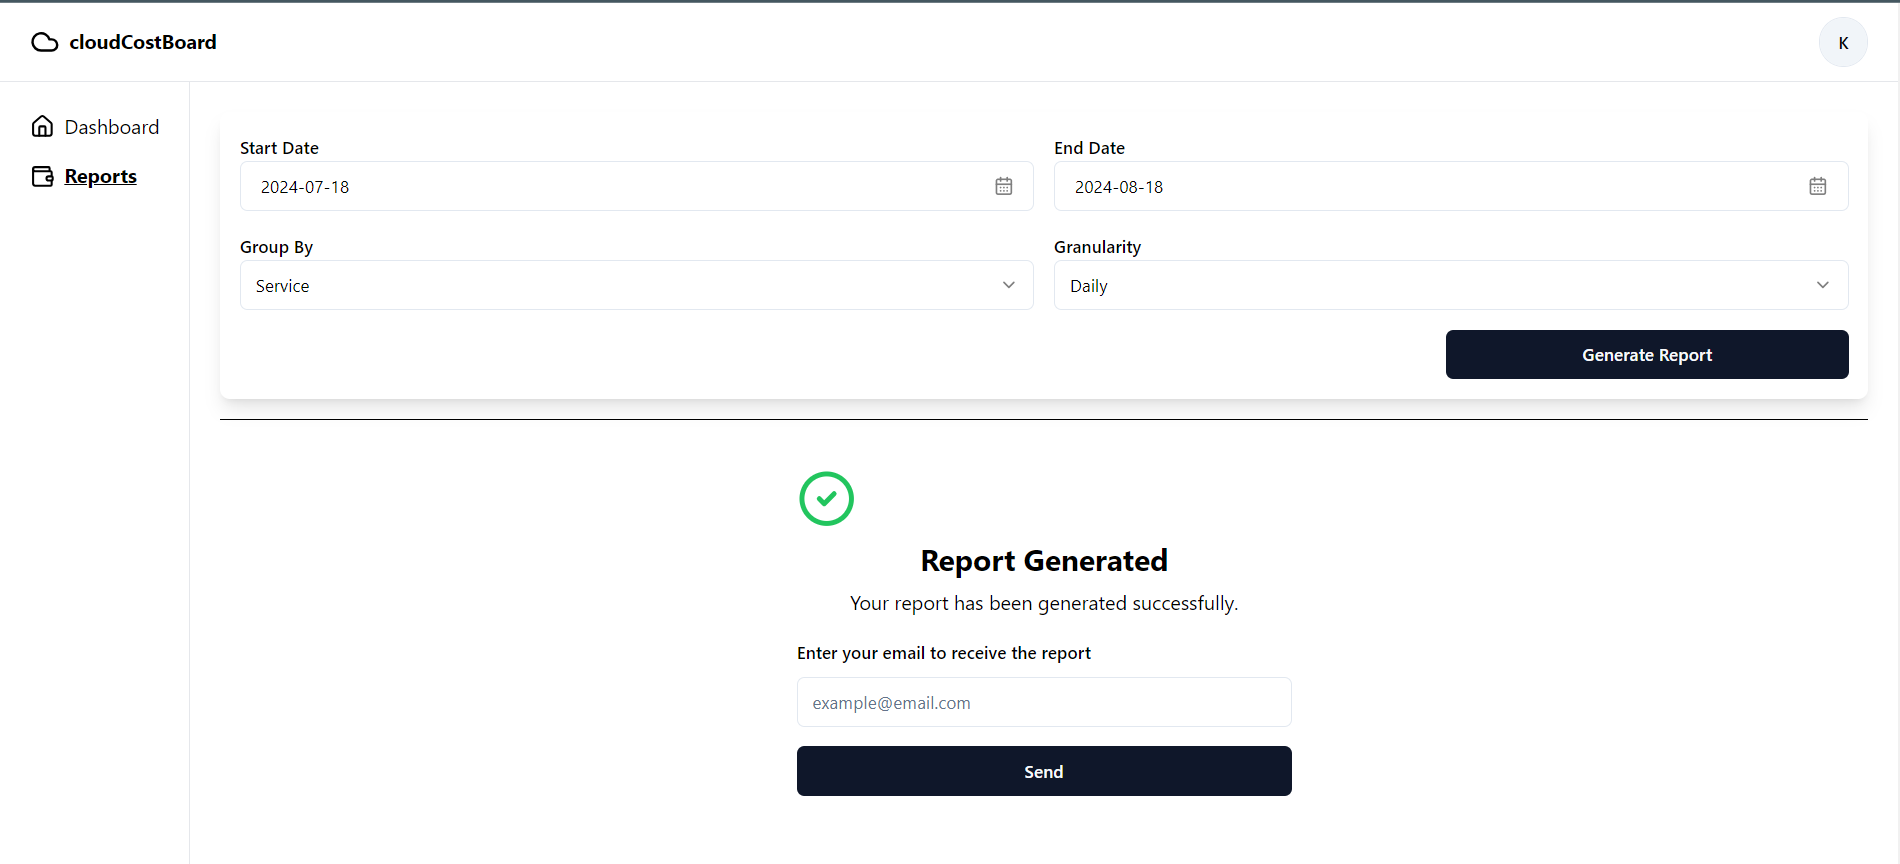 cloudCostBoard
K
Dashboard
Reports
Start Date
End Date
2024-07-18
2024-08-18
Group By
Granularity
Service
Daily
Generate Report
Report Generated
Your report has been generated successfully.
Enter your email to receive the report
example@email.com
Send